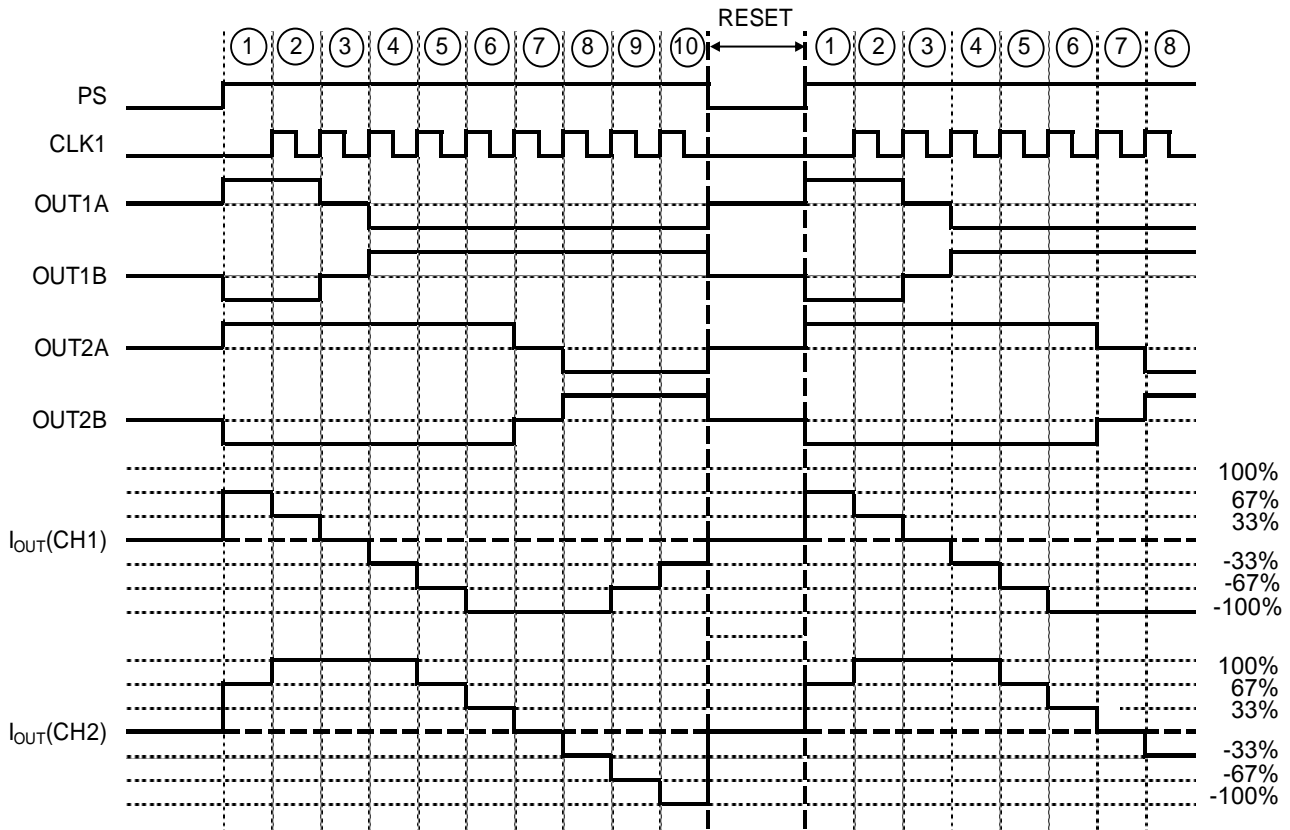 RESET
1 2 3 4 5 6 7 8 9 10 1 2 3 4 5 6 7 8
PS
CLK1
OUT1A
OUT1B
OUT2A
OUT2B
100%
67%
33%
IOUT(CH1)
-33%
-67%
-100%
100%
67%
33%
IOUT(CH2)
-33%
-67%
-100%